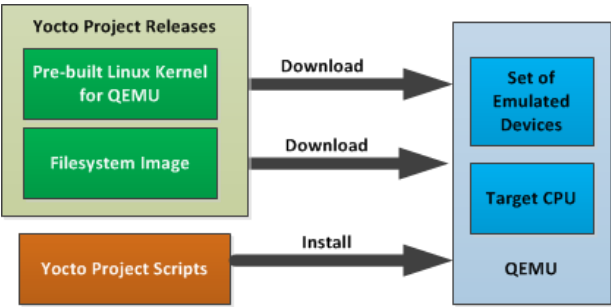 Yocto Project Releases
Pre-built Linux Kernel
for QEMU
Filesystem Image
Yocto Project Scripts
Download
Download
Install
Set of
Emulated
Devices
Target CPU
QEMU